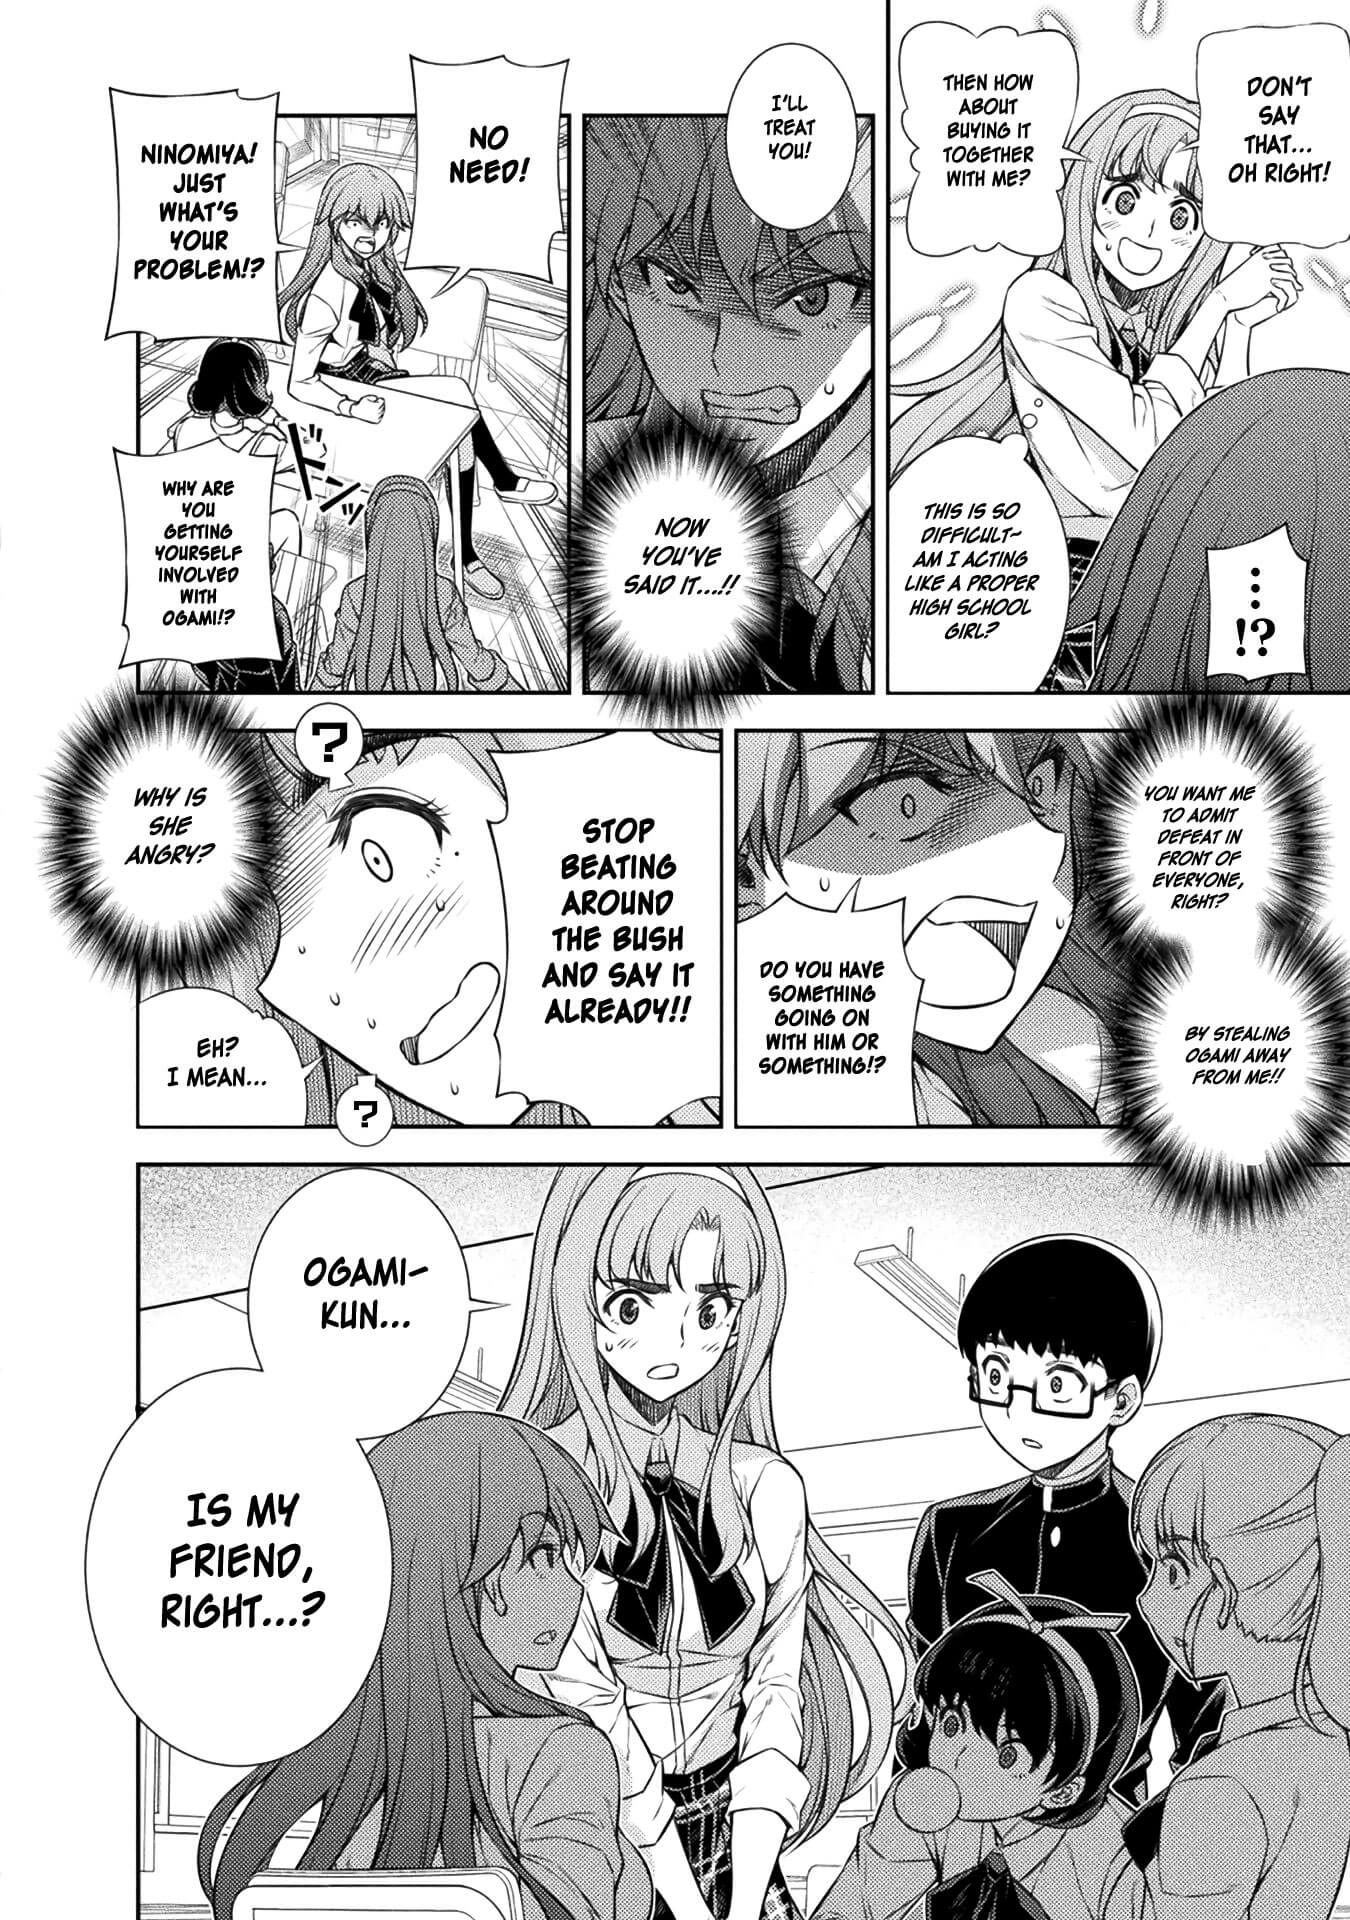 DON'T
SAY
THAT...
OH RIGHT!
THEN HOW
ABOUT
BUYING IT
TOGETHER
WITH ME?
THIS IS SO
DIFFICULT~
AM I ACTING
LIKE A PROPER
HIGH SCHOOL
GIRL?
...
!?
I'LL
TREAT
YOU!
NOW
YOU'VE
SAID IT...!!
NO
NEED!
NINOMIYA!
JUST
WHAT'S
YOUR
PROBLEM!?
ドンッ
WHY ARE
YOU
GETTING
YOURSELF
INVOLVED
WITH
OGAMI!?
YOU WANT ME
TO ADMIT
DEFEAT IN
FRONT OF
EVERYONE,
RIGHT?
BY STEALING
OGAMI AWAY
FROM ME!!
DO YOU HAVE
SOMETHING
GOING ON
WITH HIM OR
SOMETHING!?
STOP
BEATING
AROUND
THE BUSH
AND SAY IT
ALREADY!!
?
WHY IS
SHE
ANGRY?
EH?
I MEAN...
?
OGAMI-
KUN...
IS MY
FRIEND,
RIGHT...?